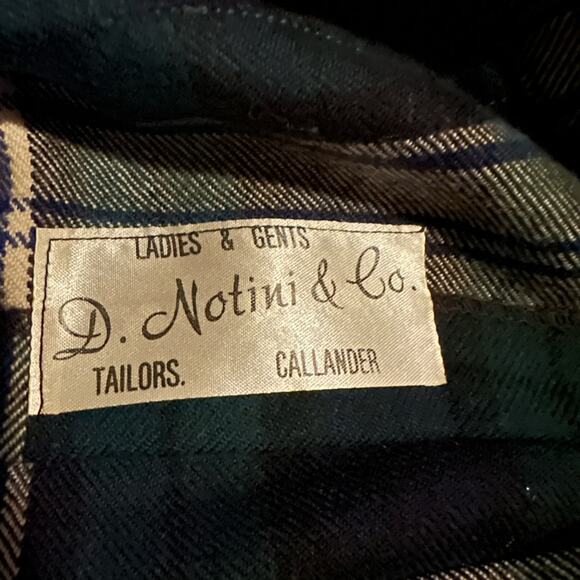 LADIES & GENTS
D. Notini & Co.
TAILORS. CALLANDER